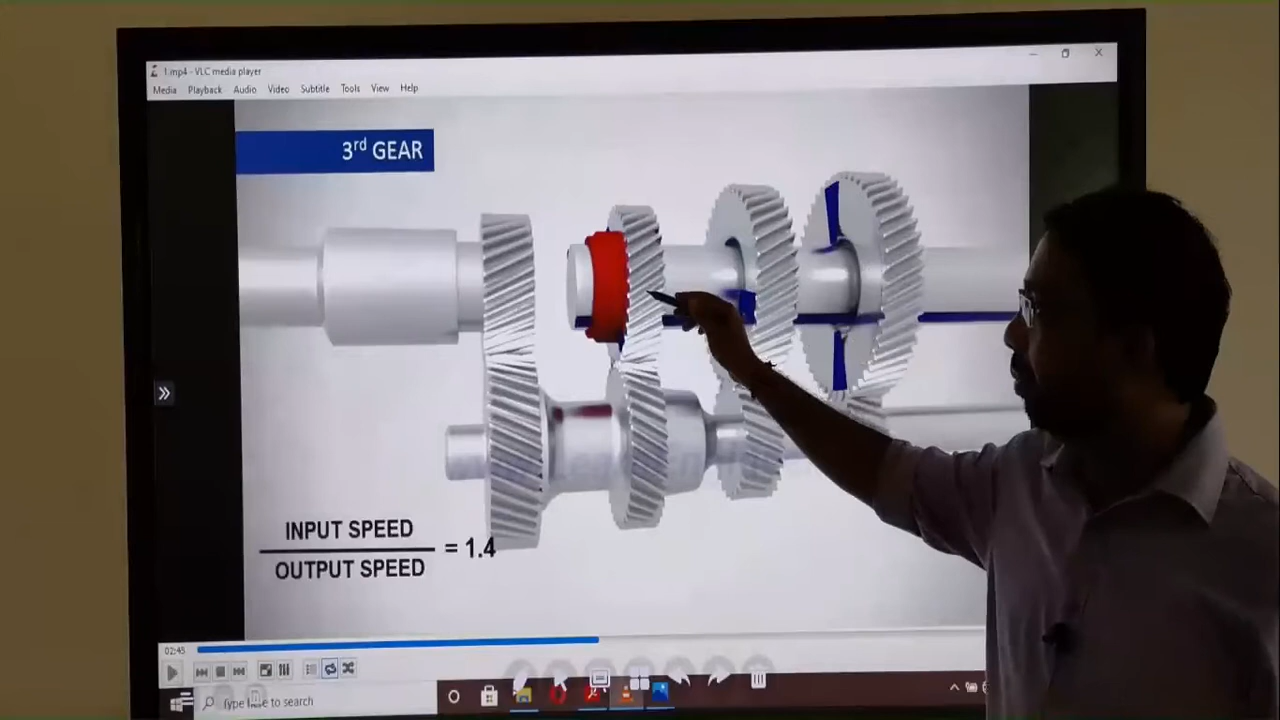 1.mp4 - VLC media player
Media Playback Audio Video Subtitle Tools View Help
3rd GEAR
INPUT SPEED
OUTPUT SPEED
= 1.4
02:45
Type here to search